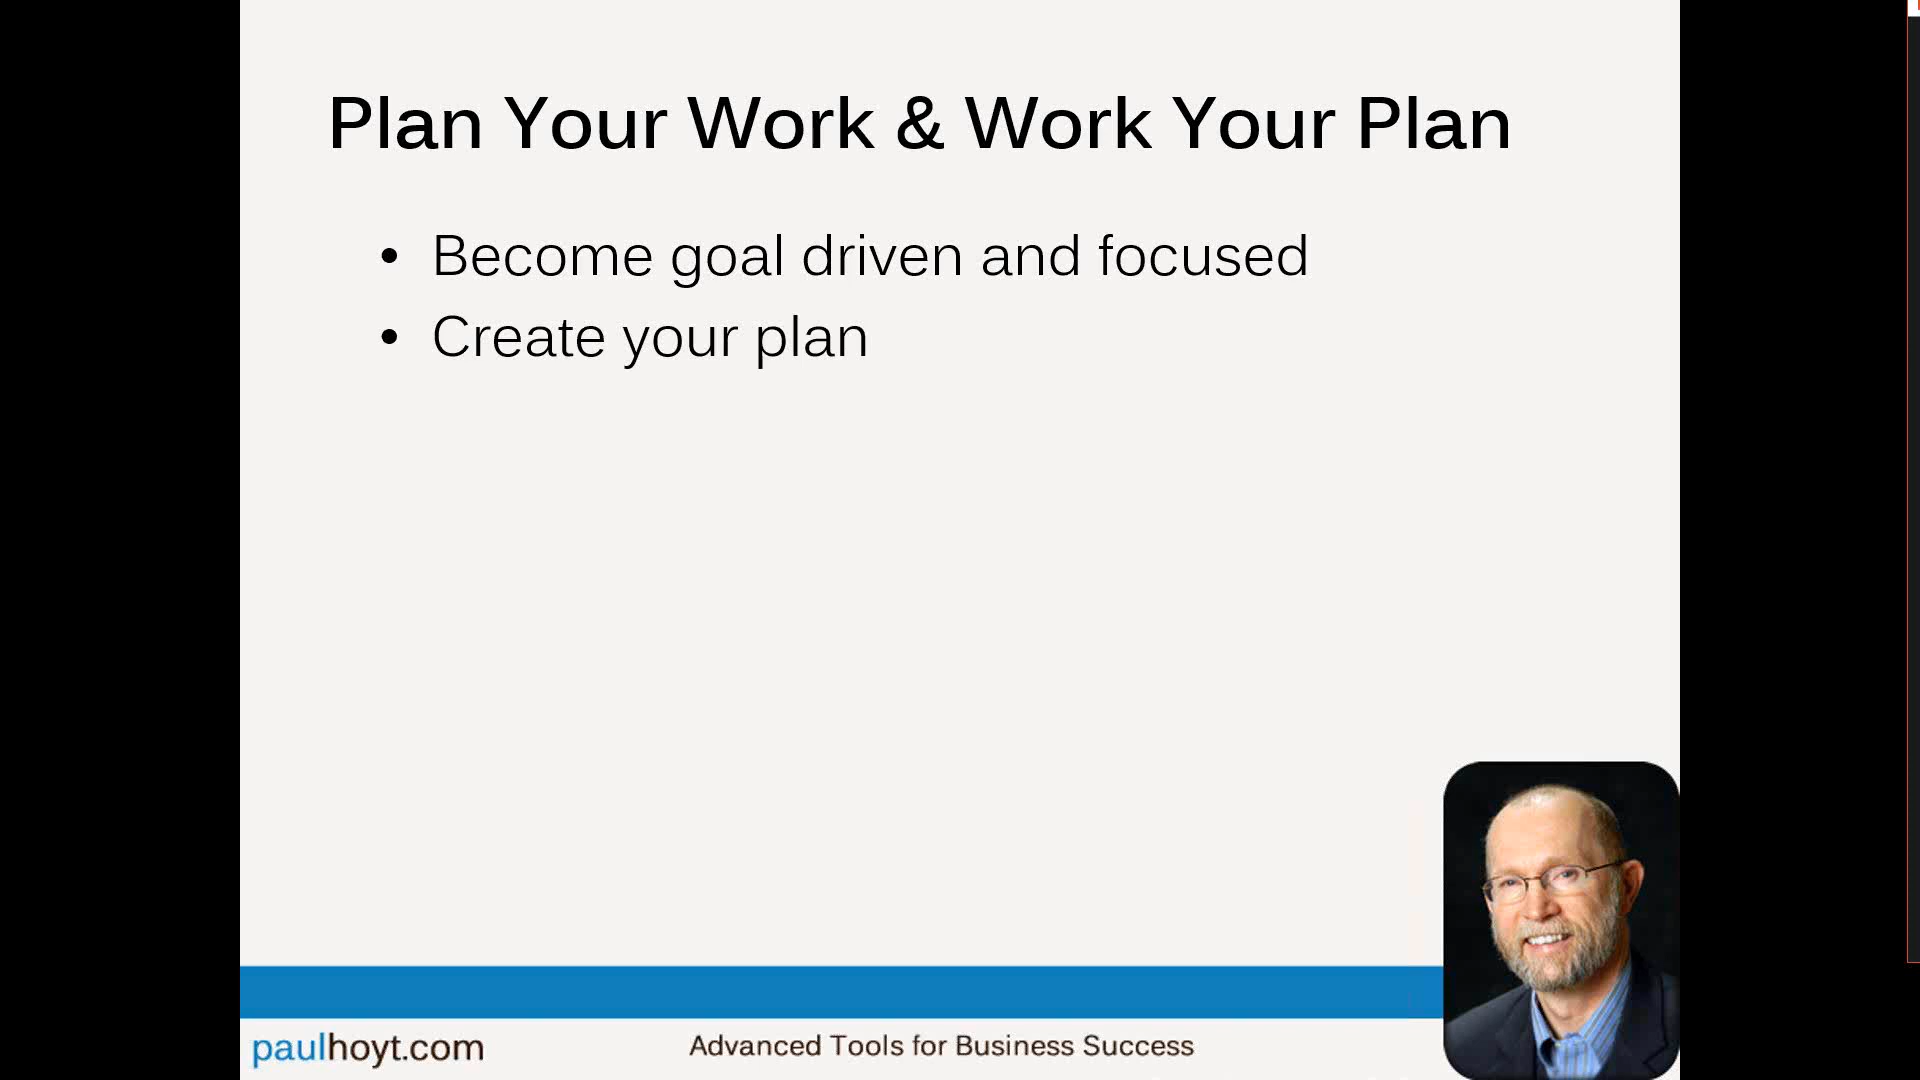 Plan Your Work & Work Your Plan
• Become goal driven and focused
• Create your plan
paulhoyt.com
Advanced Tools for Business Success